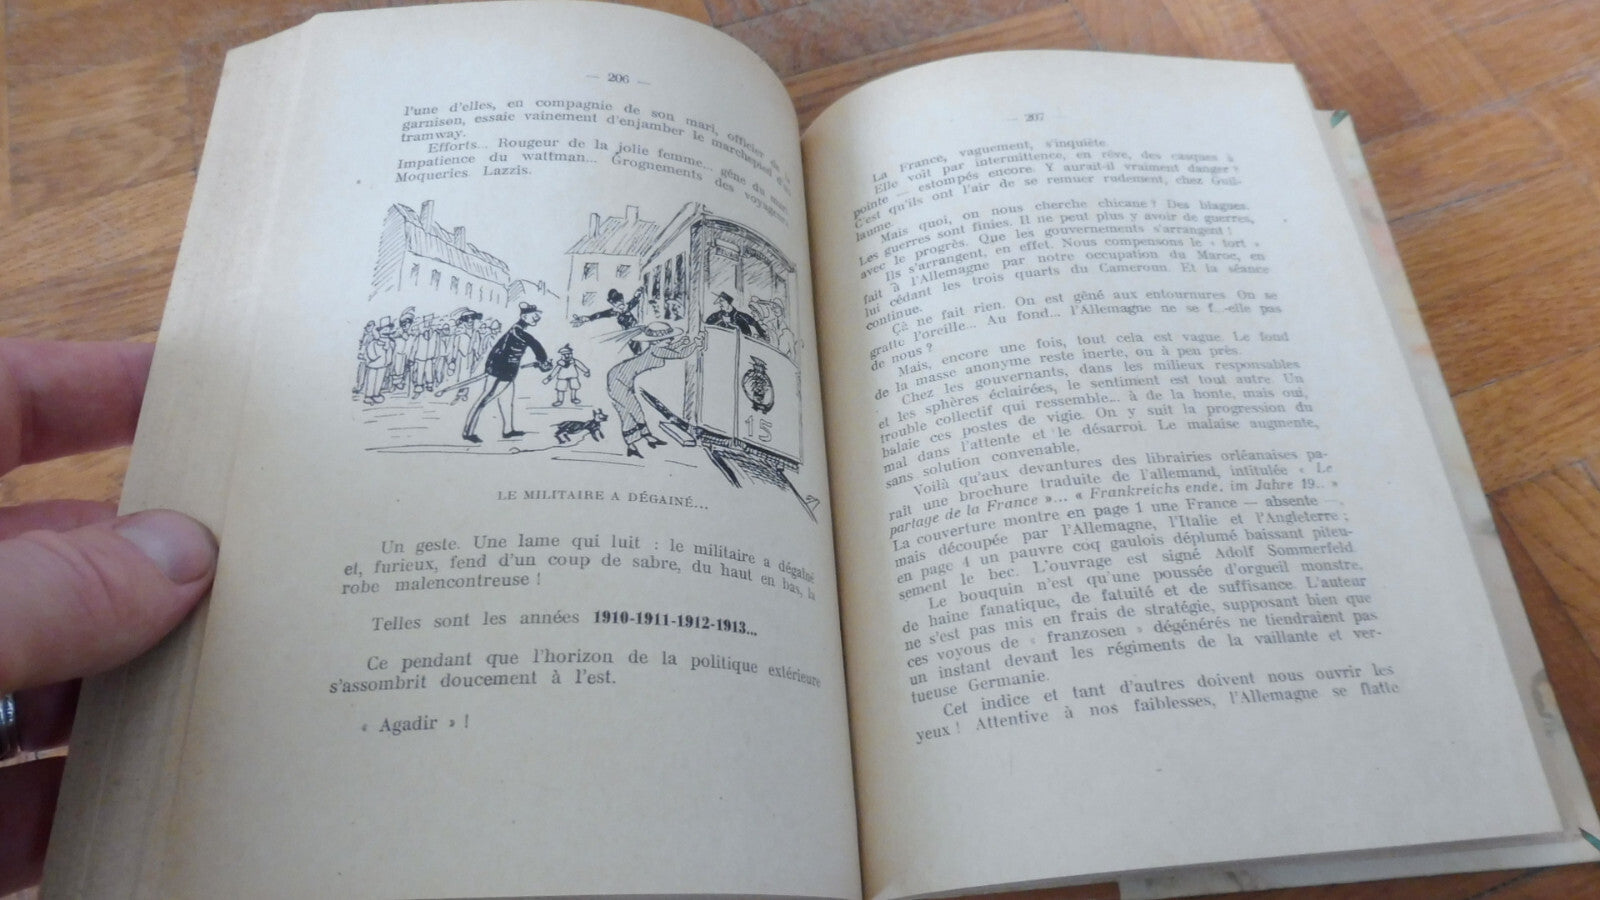 — 206 —
l'une d'elles, en compagnie de son mari, officier de la
garnison, essaie vainement d'enjamber le marchepied d'un
tramway.
Efforts... Rougeur de la jolie femme... gêne du mari
Impatience du wattman... Grognements des voyageurs
Moqueries Lazzis.
15
LE MILITAIRE A DÉGAINÉ...
Un geste. Une lame qui luit : le militaire a dégainé
et, furieux, fend d'un coup de sabre, du haut en bas, la
robe malencontreuse !
Telles sont les années 1910-1911-1912-1913...
Ce pendant que l'horizon de la politique extérieure
s'assombrit doucement à l'est.
« Agadir » !
— 207 —
La France, vaguement, s'inquiète.
Elle voit par intermittence, en rêve, des casques à
pointe — estompés encore. Y aurait-il vraiment danger ?
C'est qu'ils ont l'air de se remuer rudement, chez Guil-
laume.
Mais quoi, on nous cherche chicane ? Des blagues.
Les guerres sont finies. Il ne peut plus y avoir de guerres,
avec le progrès. Que les gouvernements s'arrangent !
Ils s'arrangent, en effet. Nous compensons le « tort »
fait à l'Allemagne par notre occupation du Maroc, en
lui cédant les trois quarts du Cameroun. Et la séance
continue.
Çà ne fait rien. On est gêné aux entournures. On se
gratte l'oreille... Au fond... l'Allemagne ne se f...-elle pas
de nous ?
Mais, encore une fois, tout cela est vague. Le fond
de la masse anonyme reste inerte, ou à peu près.
Chez les gouvernants, dans les milieux responsables
et les sphères éclairées, le sentiment est tout autre. Un
trouble collectif qui ressemble... à de la honte, mais oui,
balaie ces postes de vigie. On y suit la progression du
mal dans l'attente et le désarroi. Le malaise augmente,
sans solution convenable.
Voilà qu'aux devantures des librairies orléanaises pa-
raît une brochure traduite de l'allemand, intitulée « Le
partage de la France »... « Frankreichs ende, im Jahre 19.. »
La couverture montre en page 1 une France — absente —,
mais découpée par l'Allemagne, l'Italie et l'Angleterre ;
en page 4 un pauvre coq gaulois déplumé baissant piteu-
sement le bec. L'ouvrage est signé Adolf Sommerfeld.
Le bouquin n'est qu'une poussée d'orgueil monstre,
de haine fanatique, de fatuité et de suffisance. L'auteur
ne s'est pas mis en frais de stratégie, supposant bien que
ces voyous de « franzosen » dégénérés ne tiendraient pas
un instant devant les régiments de la vaillante et ver-
tueuse Germanie.
Cet indice et tant d'autres doivent nous ouvrir les
yeux ! Attentive à nos faiblesses, l'Allemagne se flatte